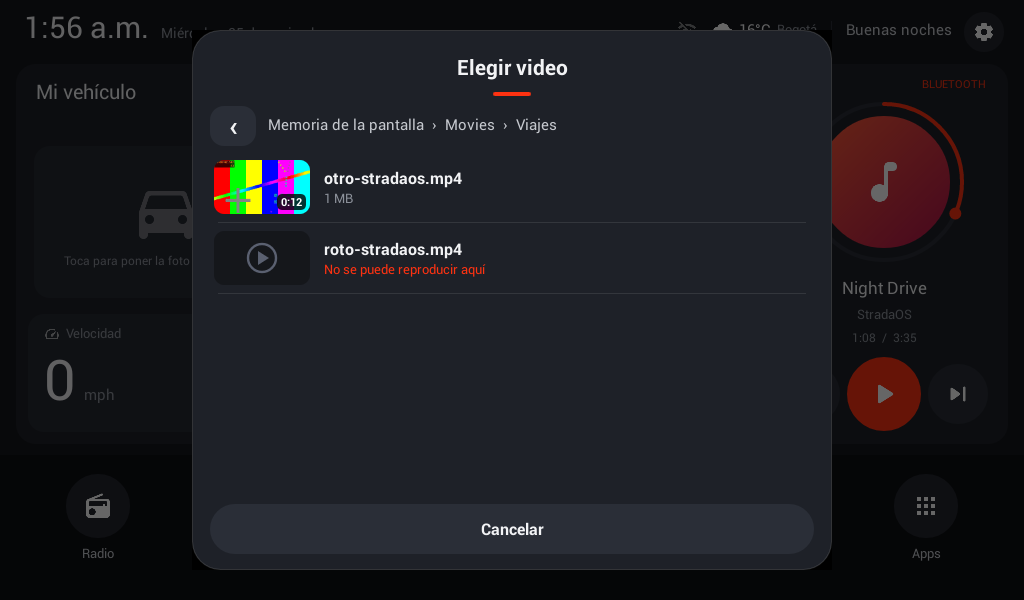 1:56 a.m.
16°C Bogotá
Buenas noches
Elegir video
Mi vehículo
BLUETOOTH
‹ Memoria de la pantalla › Movies › Viajes
otro-stradaos.mp4
1 MB
0:12
roto-stradaos.mp4
No se puede reproducir aquí
Toca para poner la foto
Night Drive
StradaOS
1:08 / 3:35
Velocidad
0 mph
Cancelar
Radio
Apps